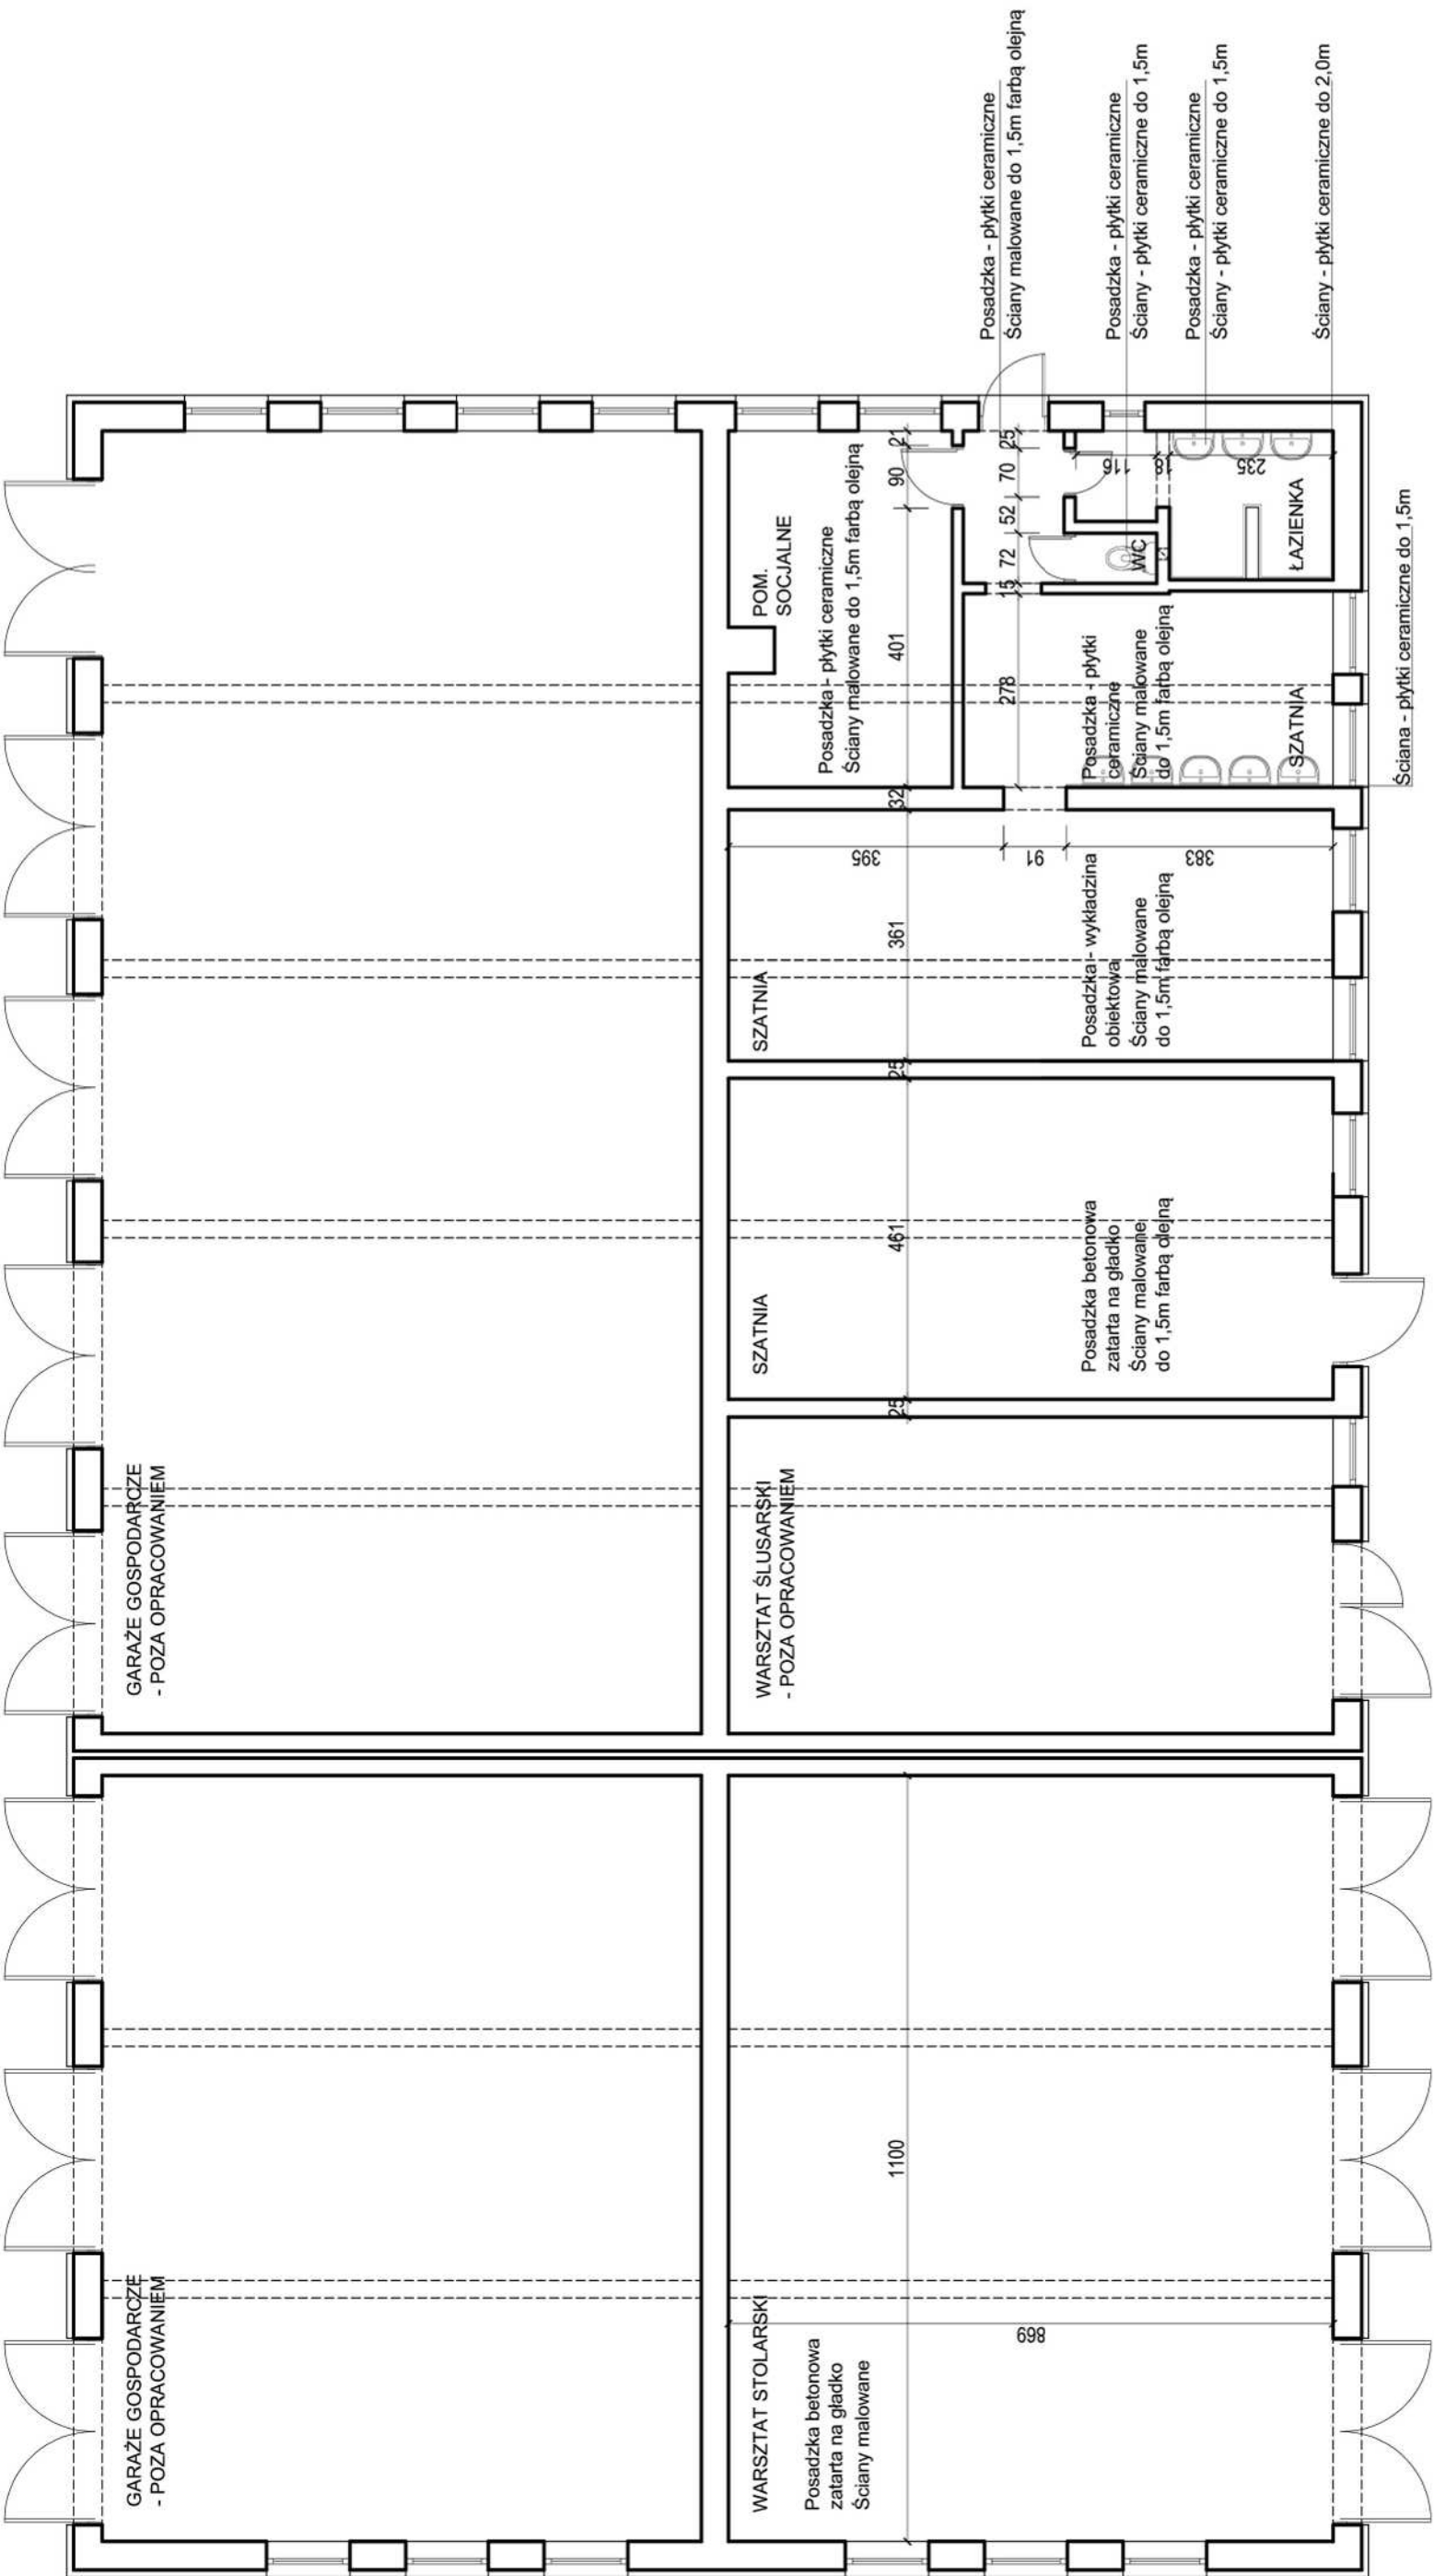 GARAŻE GOSPODARCZE
- POZA OPRACOWANIEM
GARAŻE GOSPODARCZE
- POZA OPRACOWANIEM
WARSZTAT STOLARSKI
Posadzka betonowa
zatarta na gładko
Ściany malowane
869
1100
WARSZTAT ŚLUSARSKI
- POZA OPRACOWANIEM
25
SZATNIA
461
Posadzka betonowa
zatarta na gładko
Ściany malowane
do 1,5m farbą olejną
25
SZATNIA
361
Posadzka - wykładzina
obiektowa
Ściany malowane
do 1,5m farbą olejną
395
91
383
32
POM.
SOCJALNE
Posadzka - płytki ceramiczne
Ściany malowane do 1,5m farbą olejną
401
90
21
278
15
72
52
70
25
Posadzka - płytki
ceramiczne
Ściany malowane
do 1,5m farbą olejną
SZATNIA
WC
116
18
235
ŁAZIENKA
Posadzka - płytki ceramiczne
Ściany malowane do 1,5m farbą olejną
Posadzka - płytki ceramiczne
Ściany - płytki ceramiczne do 1,5m
Posadzka - płytki ceramiczne
Ściany - płytki ceramiczne do 1,5m
Ściany - płytki ceramiczne do 2,0m
Ściana - płytki ceramiczne do 1,5m